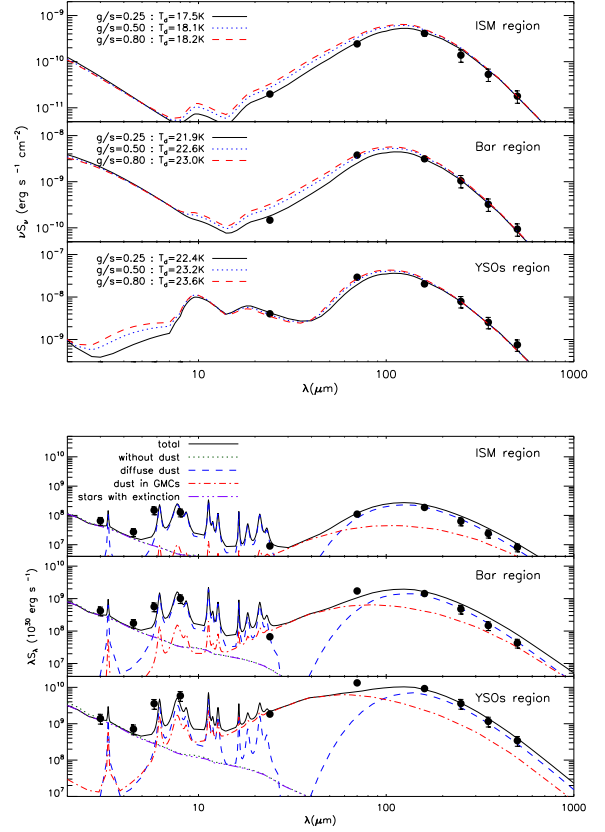 10⁻⁹
10⁻¹⁰
10⁻¹¹
g/s=0.25 : T_d=17.5K
g/s=0.50 : T_d=18.1K
g/s=0.80 : T_d=18.2K
ISM region
10⁻⁸
10⁻⁹
10⁻¹⁰
g/s=0.25 : T_d=21.9K
g/s=0.50 : T_d=22.6K
g/s=0.80 : T_d=23.0K
Bar region
νS_ν (erg s⁻¹ cm⁻²)
10⁻⁷
10⁻⁸
10⁻⁹
g/s=0.25 : T_d=22.4K
g/s=0.50 : T_d=23.2K
g/s=0.80 : T_d=23.6K
YSOs region
10 100 1000
λ(μm)
10¹⁰
10⁹
10⁸
10⁷
total
without dust
diffuse dust
dust in GMCs
stars with extinction
ISM region
10¹⁰
10⁹
10⁸
10⁷
Bar region
λS_λ (10³⁰ erg s⁻¹)
10¹⁰
10⁹
10⁸
10⁷
YSOs region
10 100 1000
λ(μm)